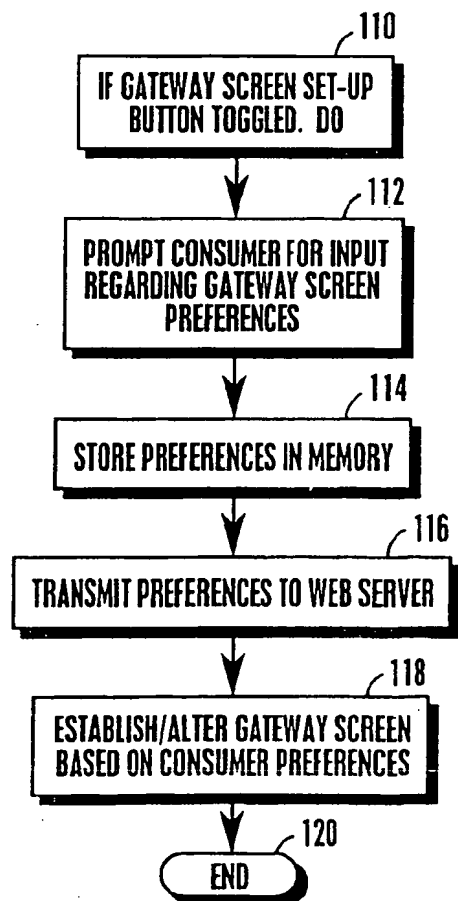 110
IF GATEWAY SCREEN SET-UP
BUTTON TOGGLED. DO
112
PROMPT CONSUMER FOR INPUT
REGARDING GATEWAY SCREEN
PREFERENCES
114
STORE PREFERENCES IN MEMORY
116
TRANSMIT PREFERENCES TO WEB SERVER
118
ESTABLISH/ALTER GATEWAY SCREEN
BASED ON CONSUMER PREFERENCES
120
END